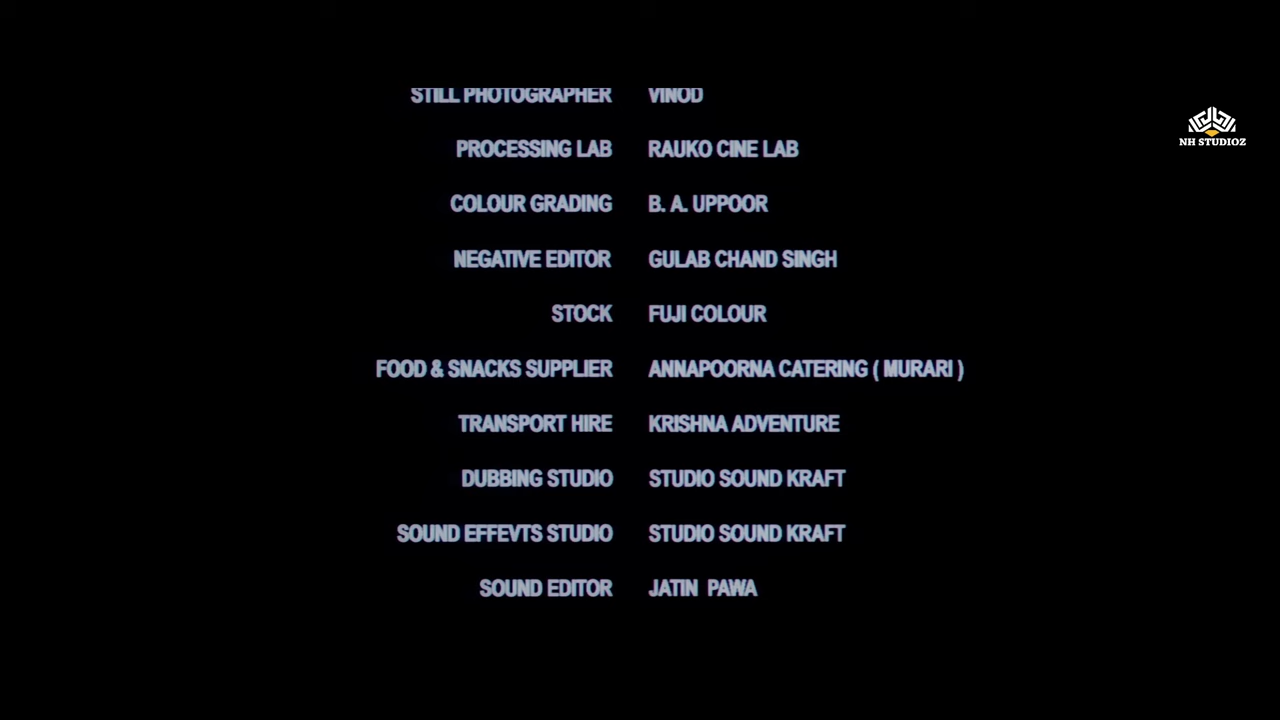 STILL PHOTOGRAPHER VINOD
PROCESSING LAB RAUKO CINE LAB
NH STUDIOZ
COLOUR GRADING B. A. UPPOOR
NEGATIVE EDITOR GULAB CHAND SINGH
STOCK FUJI COLOUR
FOOD & SNACKS SUPPLIER ANNAPOORNA CATERING ( MURARI )
TRANSPORT HIRE KRISHNA ADVENTURE
DUBBING STUDIO STUDIO SOUND KRAFT
SOUND EFFEVTS STUDIO STUDIO SOUND KRAFT
SOUND EDITOR JATIN PAWA